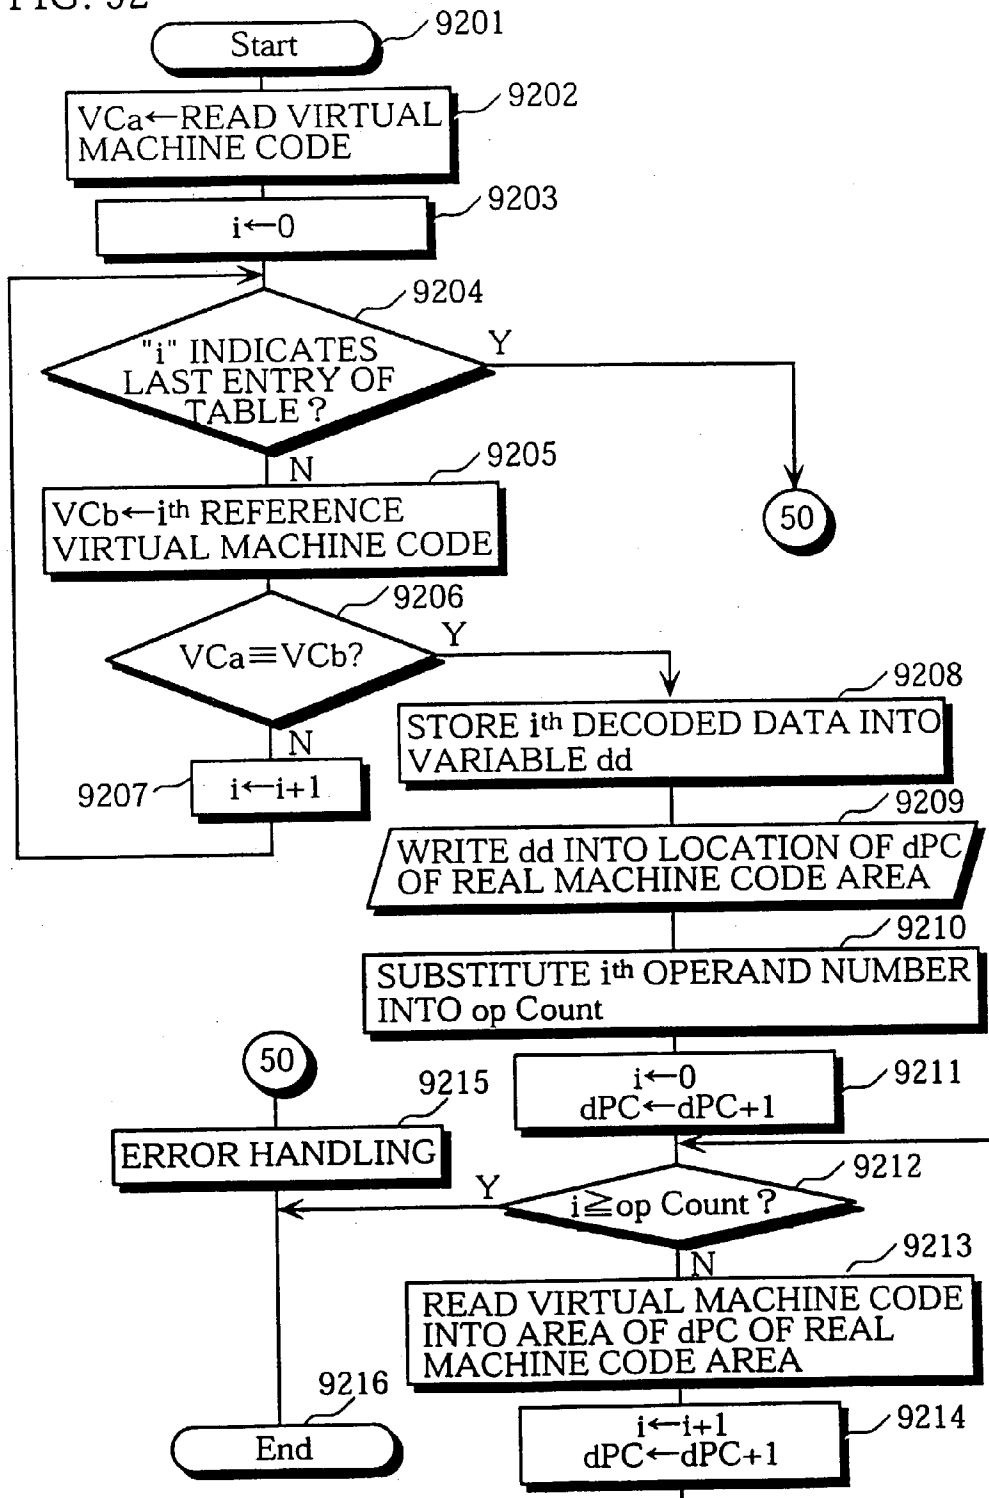 9201
Start
9202
VCa←READ VIRTUAL
MACHINE CODE
9203
i←0
9204
"i" INDICATES
LAST ENTRY OF
TABLE?
Y
N
9205
VCb←ith REFERENCE
VIRTUAL MACHINE CODE
50
9206
VCa≡VCb?
Y
N
9207
i←i+1
9208
STORE ith DECODED DATA INTO
VARIABLE dd
9209
WRITE dd INTO LOCATION OF dPC
OF REAL MACHINE CODE AREA
9210
SUBSTITUTE ith OPERAND NUMBER
INTO op Count
9211
i←0
dPC←dPC+1
50
9215
ERROR HANDLING
9212
i≧op Count?
Y
N
9213
READ VIRTUAL MACHINE CODE
INTO AREA OF dPC OF REAL
MACHINE CODE AREA
9214
i←i+1
dPC←dPC+1
9216
End